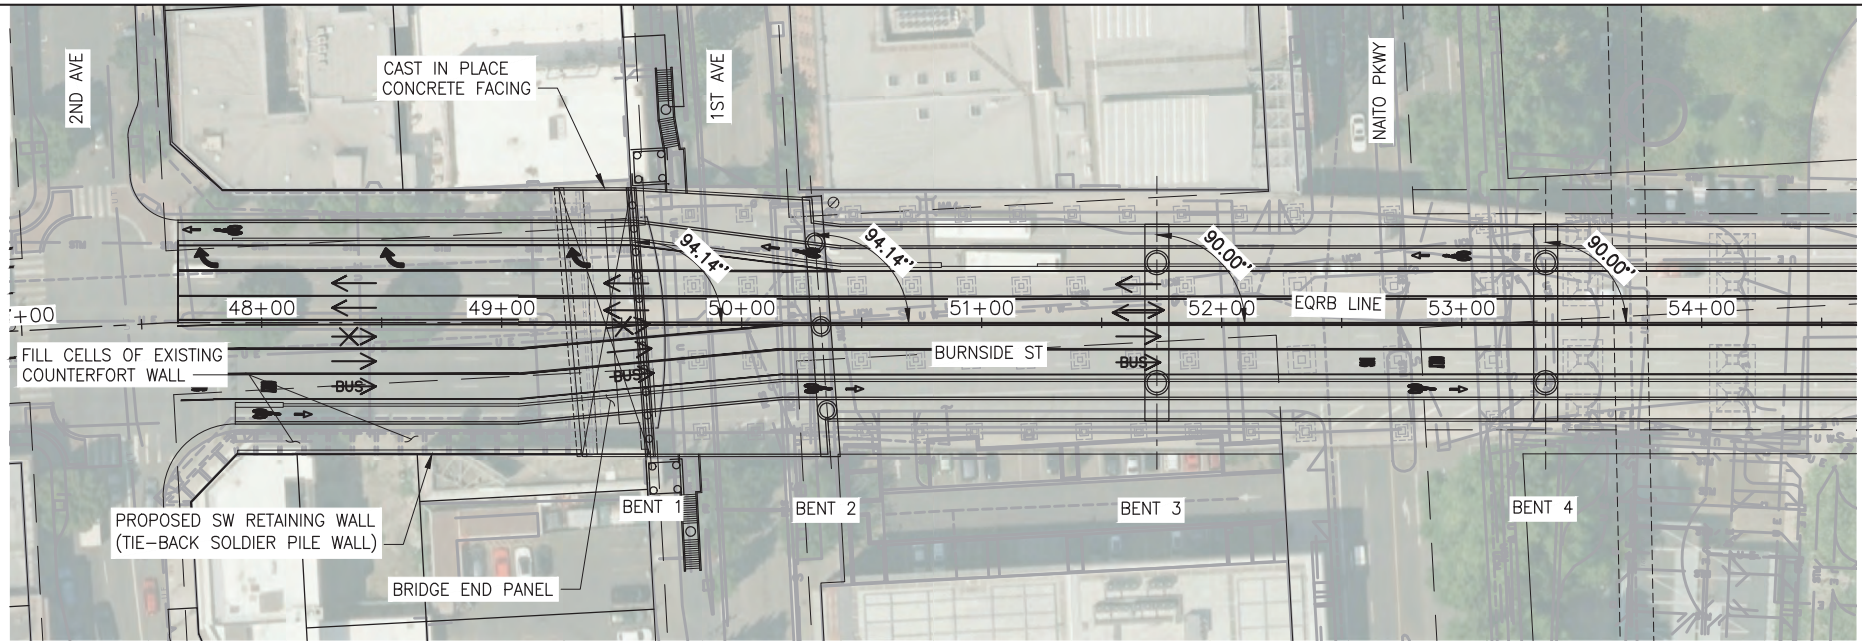 2ND AVE
CAST IN PLACE
CONCRETE FACING
1ST AVE
NAITO PKWY
94.14°
94.14°
90.00°
90.00°
+00
48+00
49+00
50+00
51+00
52+00
EQRB LINE
53+00
54+00
FILL CELLS OF EXISTING
COUNTERFORT WALL
BURNSIDE ST
BUS
BUS
BUS
PROPOSED SW RETAINING WALL
(TIE-BACK SOLDIER PILE WALL)
BENT 1
BENT 2
BENT 3
BENT 4
BRIDGE END PANEL